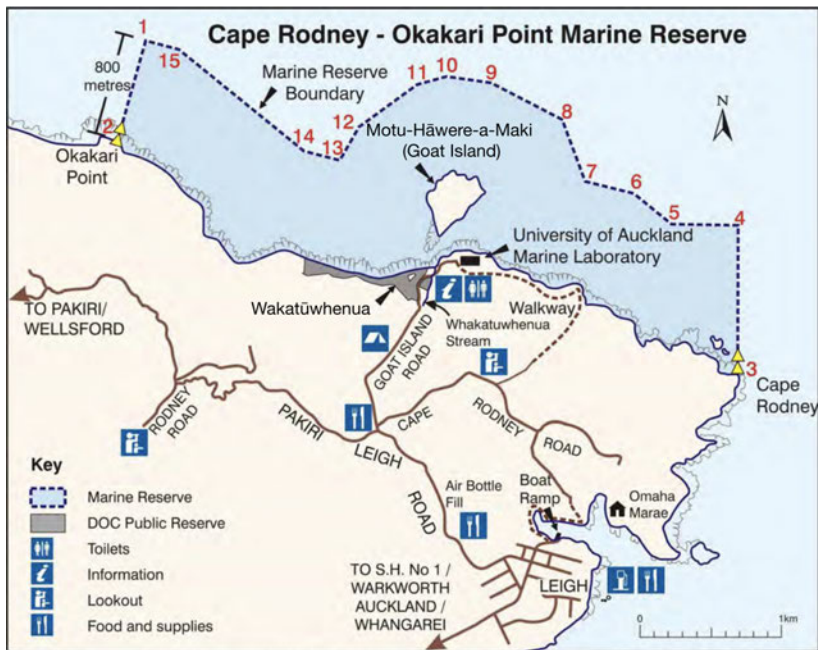 Cape Rodney - Okakari Point Marine Reserve
1
15
800
metres
Marine Reserve
Boundary
11
10
9
8
12
14
13
2
Okakari
Point
Motu-Hāwere-a-Maki
(Goat Island)
N
7
6
5
4
University of Auckland
Marine Laboratory
TO PAKIRI/
WELLSFORD
Wakatūwhenua
i
Walkway
Whakatuwhenua
Stream
GOAT ISLAND
ROAD
3
Cape
Rodney
RODNEY
ROAD
PAKIRI
LEIGH
ROAD
CAPE
RODNEY
ROAD
Air Bottle
Fill
Boat
Ramp
Omaha
Marae
TO S.H. No 1 /
WARKWORTH
AUCKLAND /
WHANGAREI
LEIGH
Key
Marine Reserve
DOC Public Reserve
Toilets
i
Information
Lookout
Food and supplies
0
1km